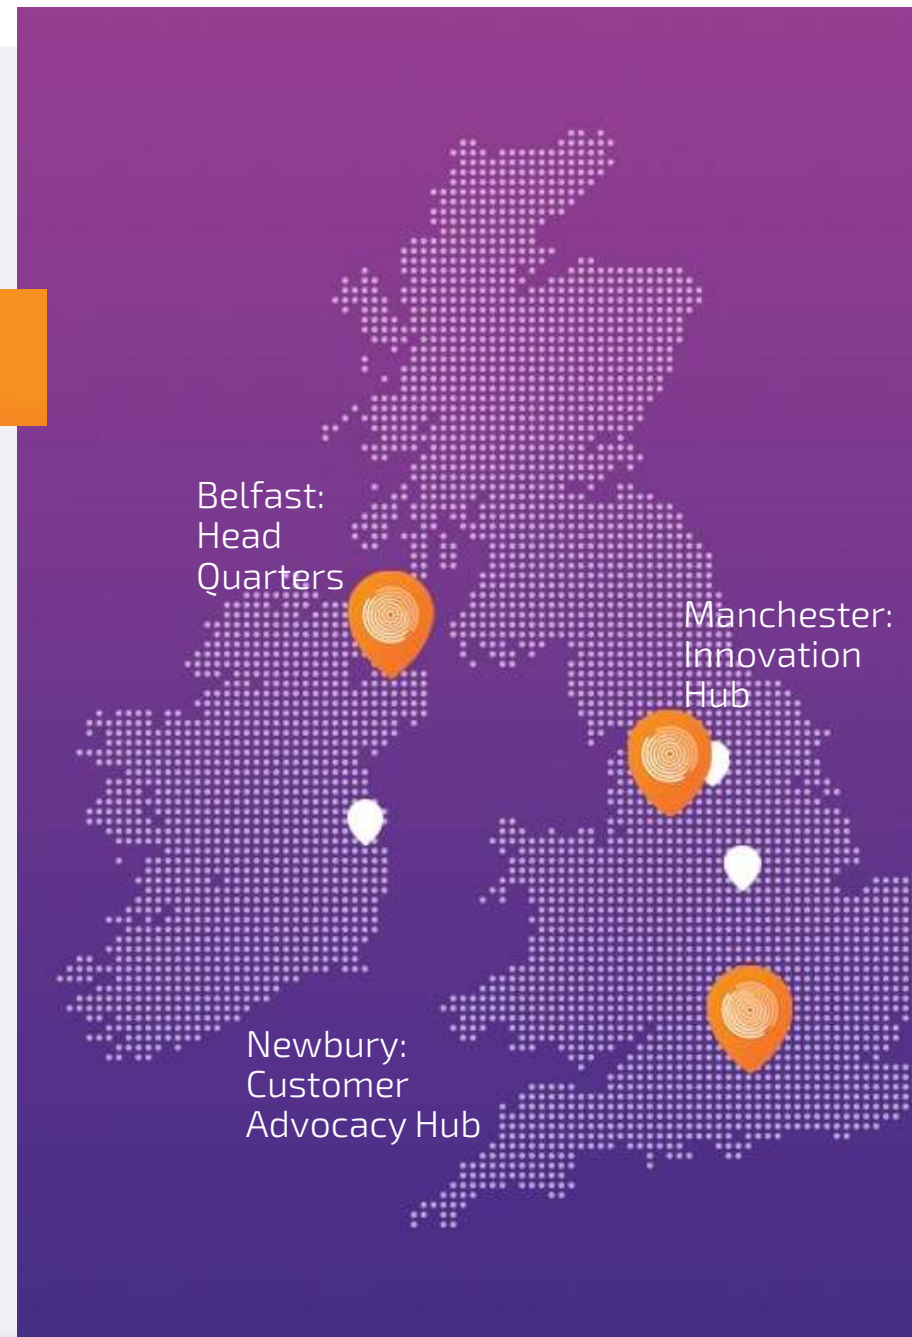 Belfast:
Head
Quarters
Manchester:
Innovation
Hub
Newbury:
Customer
Advocacy Hub